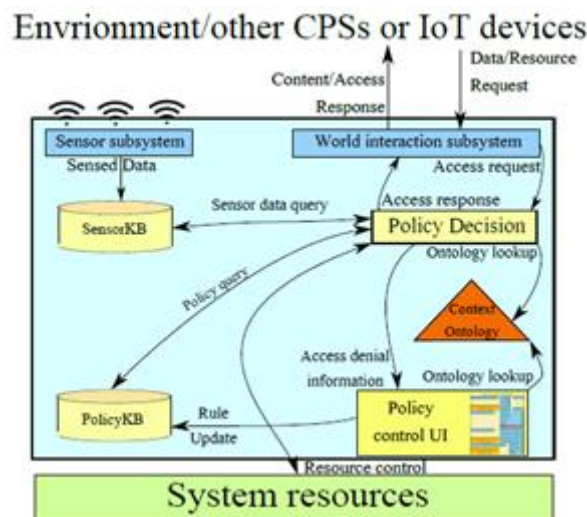 Envrionment/other CPSs or IoT devices
Content/Access
Response
Data/Resource
Request
Sensor subsystem
World interaction subsystem
Sensed Data
Access request
SensorKB
Sensor data query
Access response
Policy Decision
Ontology lookup
Policy query
Context
Ontology
Access denial
information
Ontology lookup
PolicyKB
Rule
Update
Policy
control UI
Resource control
System resources